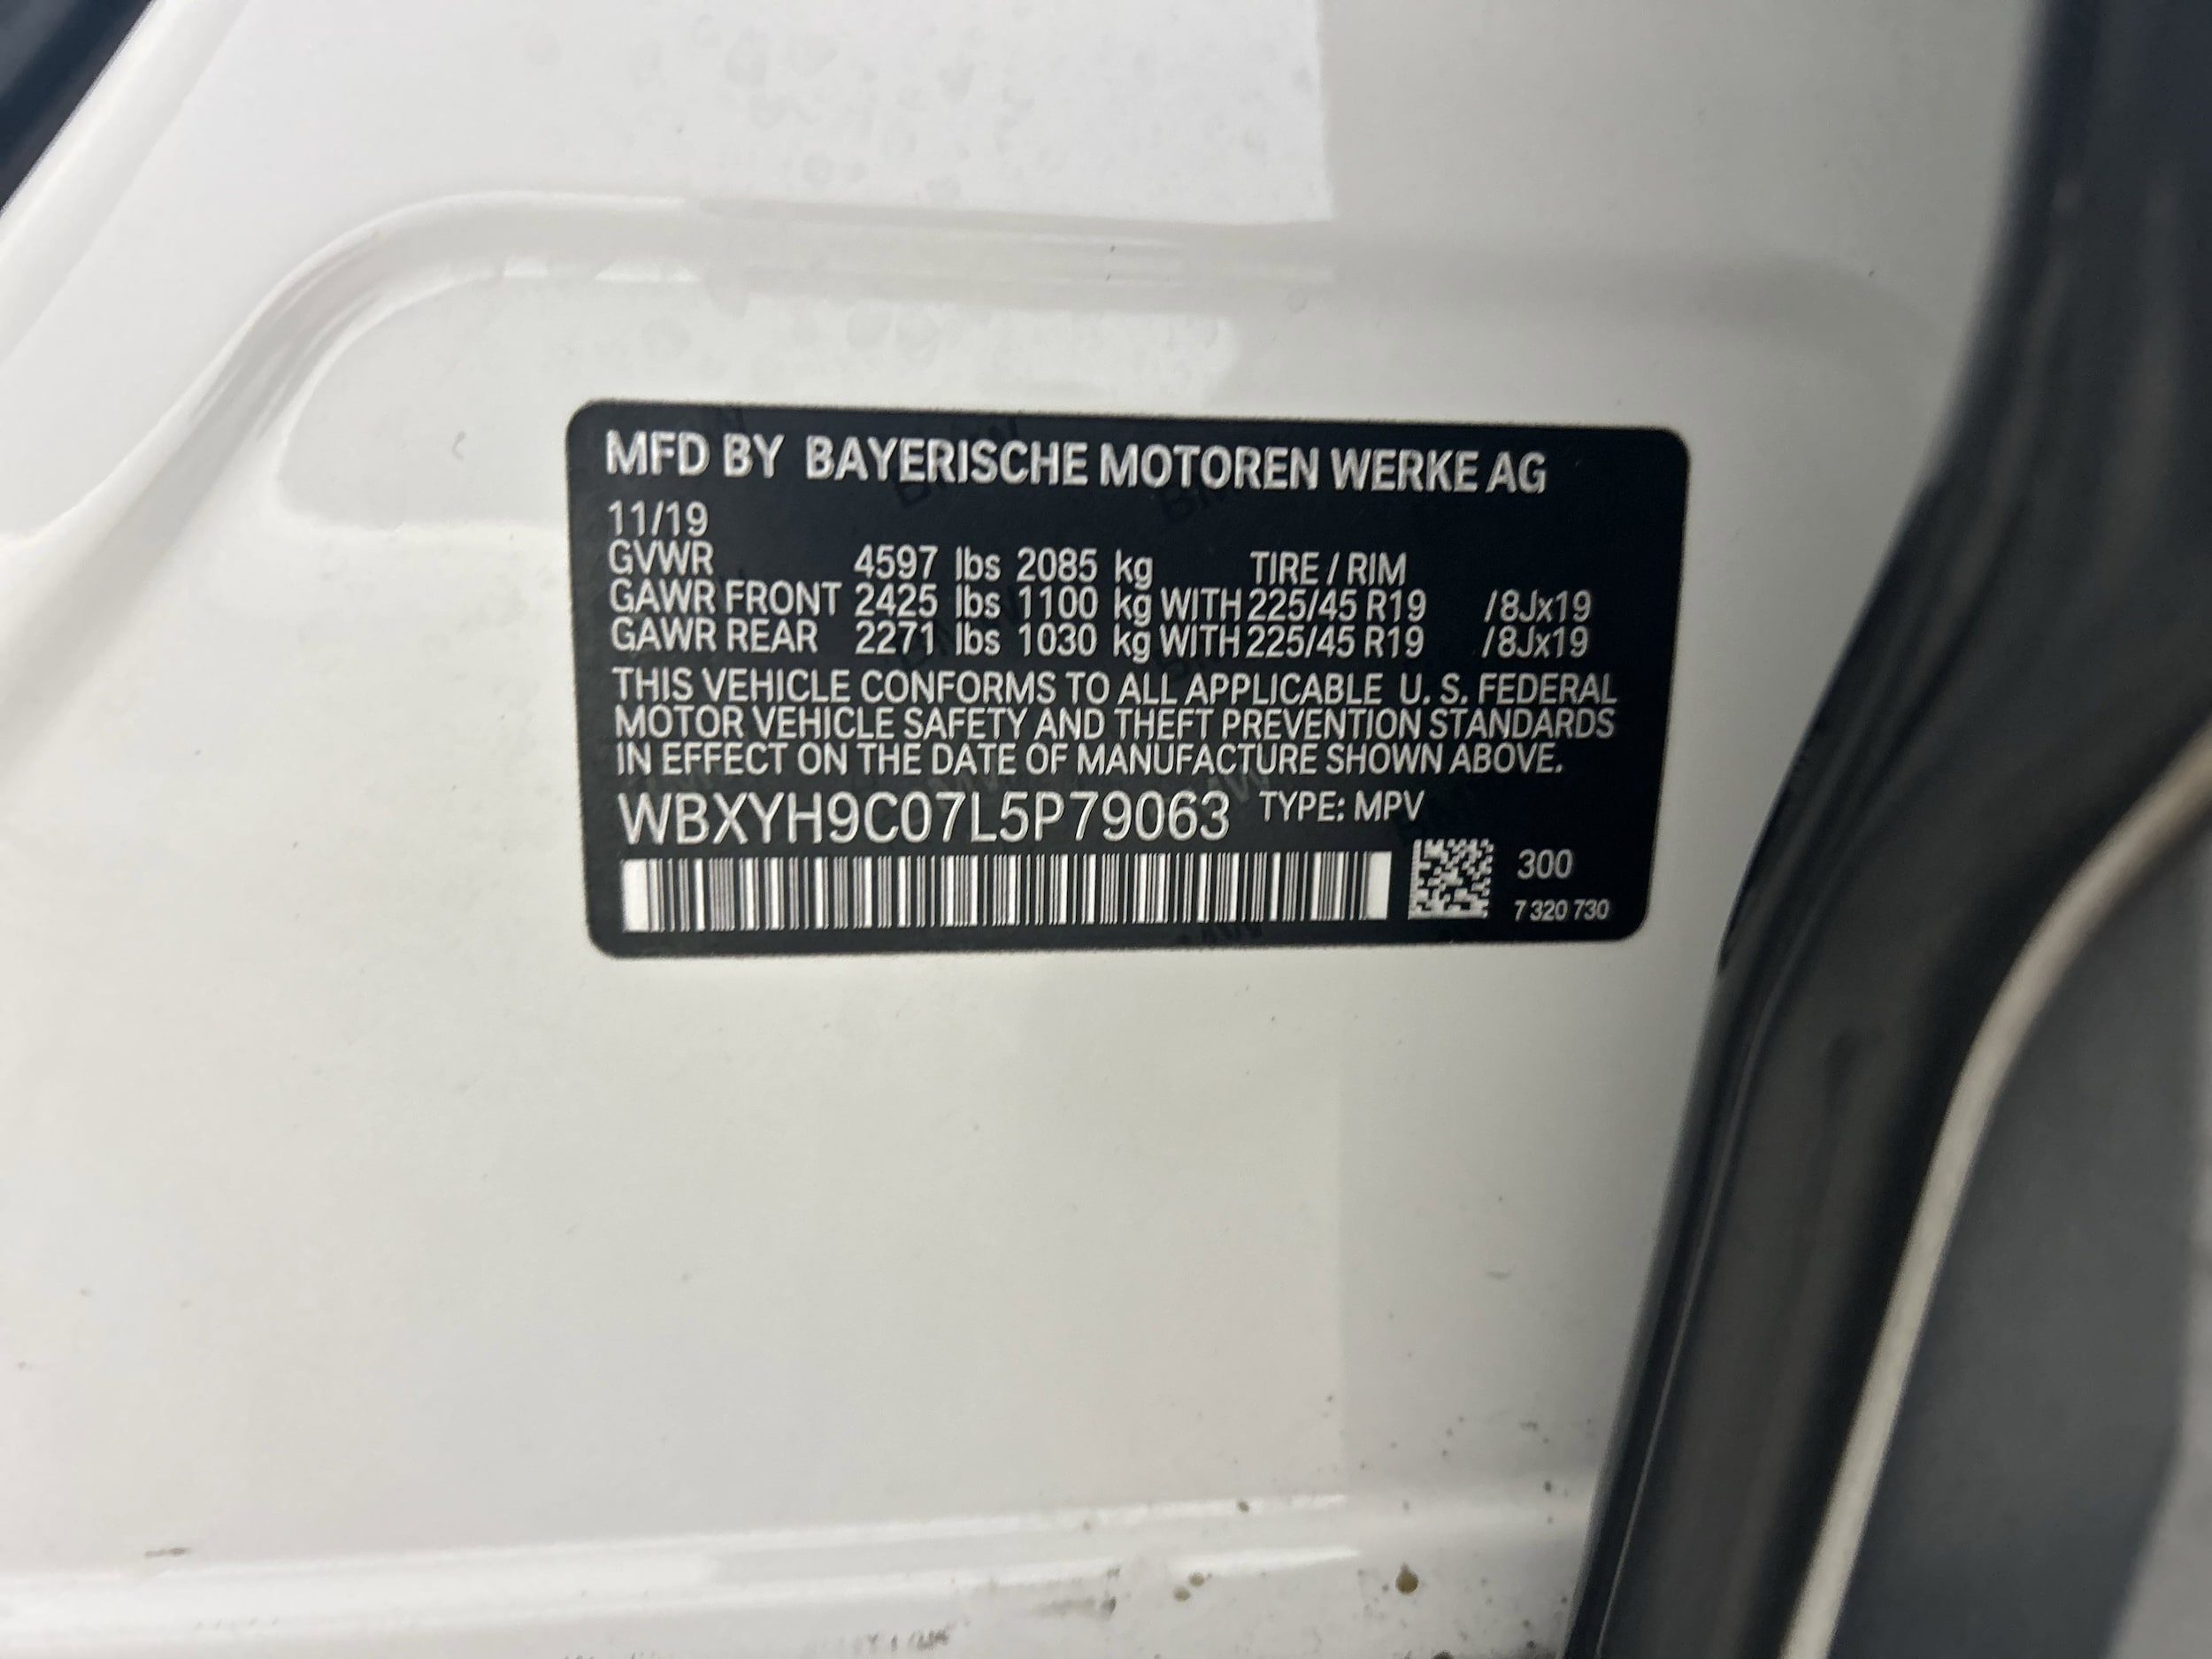 MFD BY BAYERISCHE MOTOREN WERKE AG
11/19
GVWR 4597 lbs 2085 kg TIRE / RIM
GAWR FRONT 2425 lbs 1100 kg WITH 225/45 R19 /8Jx19
GAWR REAR 2271 lbs 1030 kg WITH 225/45 R19 /8Jx19
THIS VEHICLE CONFORMS TO ALL APPLICABLE U. S. FEDERAL
MOTOR VEHICLE SAFETY AND THEFT PREVENTION STANDARDS
IN EFFECT ON THE DATE OF MANUFACTURE SHOWN ABOVE.
WBXYH9C07L5P79063 TYPE: MPV
300
7 320 730